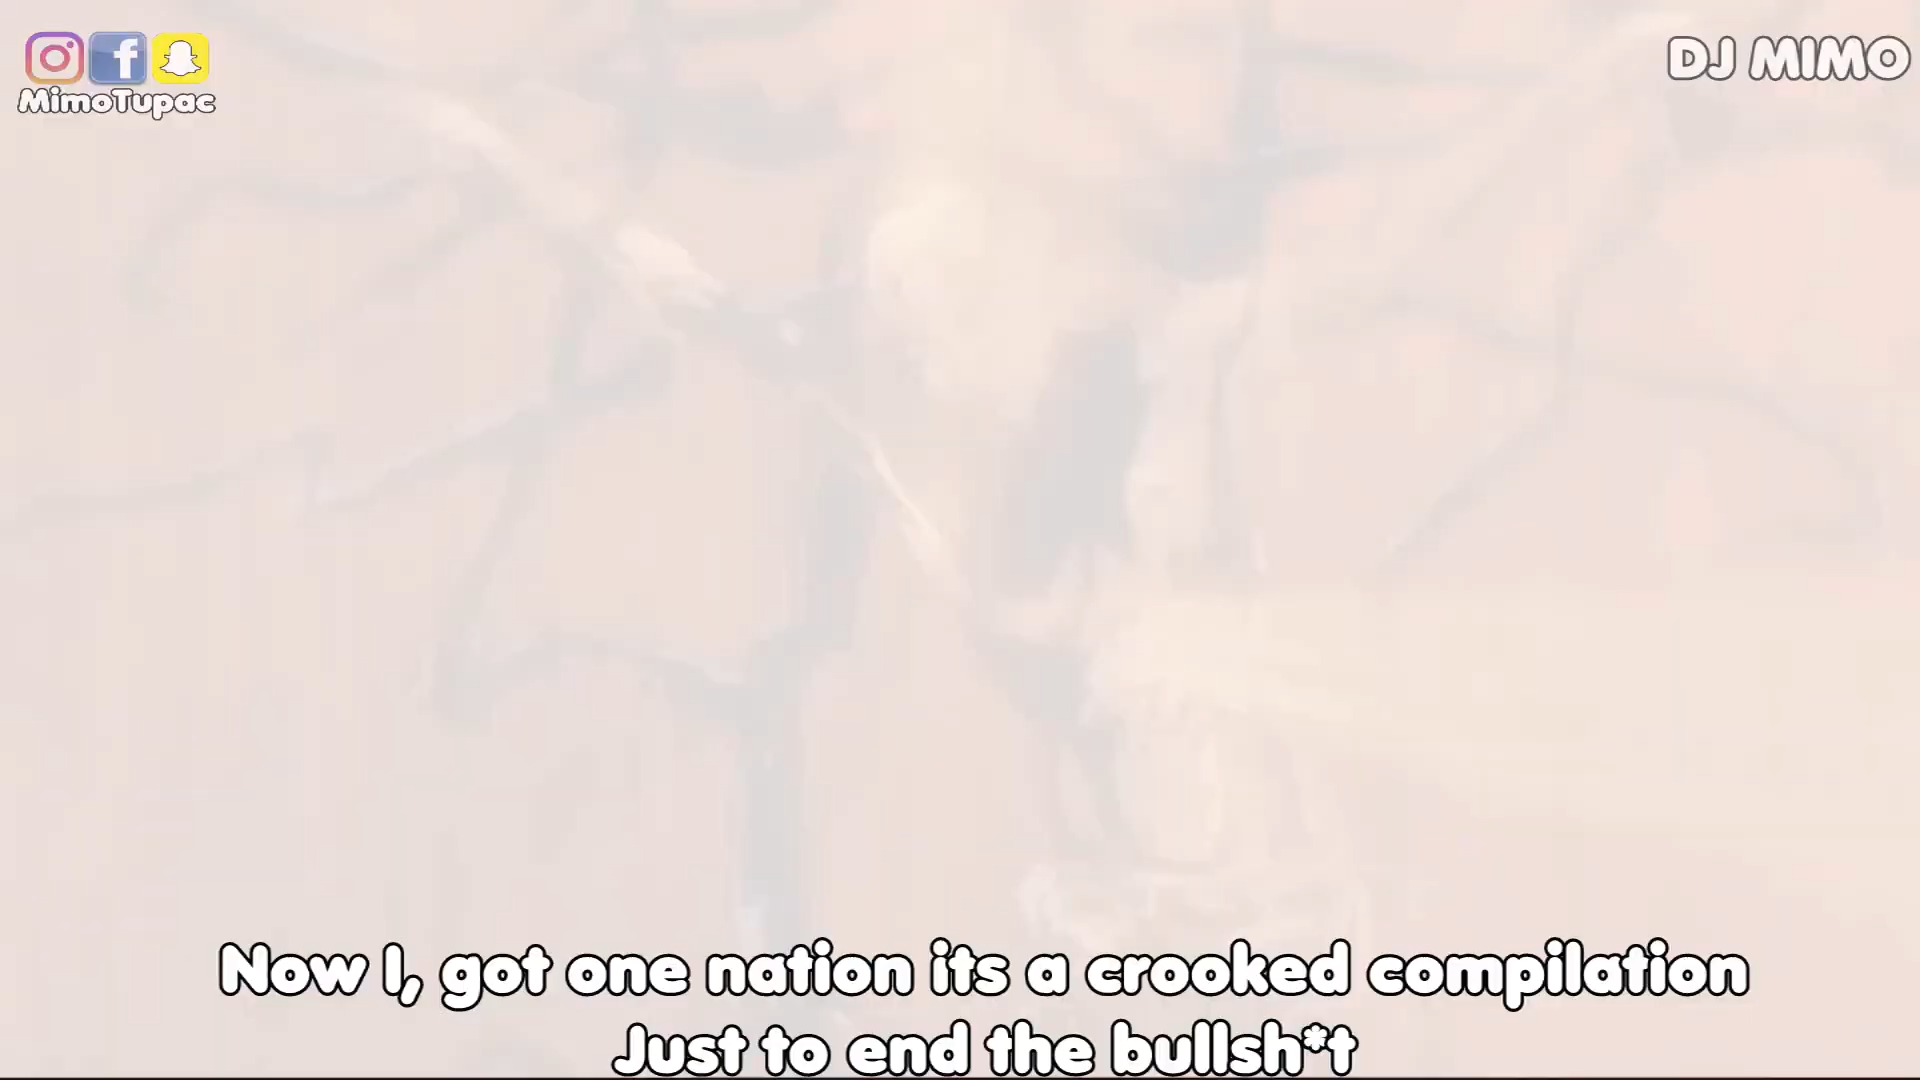 MimoTupac
DJ MIMO
Now I, got one nation its a crooked compilation
Just to end the bullsh*t